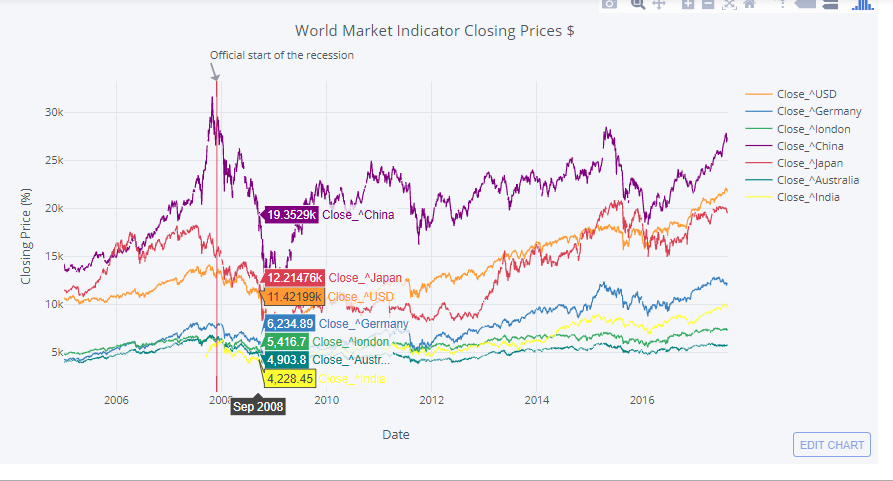 World Market Indicator Closing Prices $
Official start of the recession
Close_^USD
Close_^Germany
Close_^london
Close_^China
Close_^Japan
Close_^Australia
Close_^India
Closing Price (%)
30k
25k
20k
15k
10k
5k
19.3529k Close_^China
12.21476k Close_^Japan
11.42199k Close_^USD
6,234.89 Close_^Germany
5,416.7 Close_^london
4,903.8 Close_^Austr...
4,228.45 Close_^India
2006 2008 2010 2012 2014 2016
Sep 2008
Date
EDIT CHART